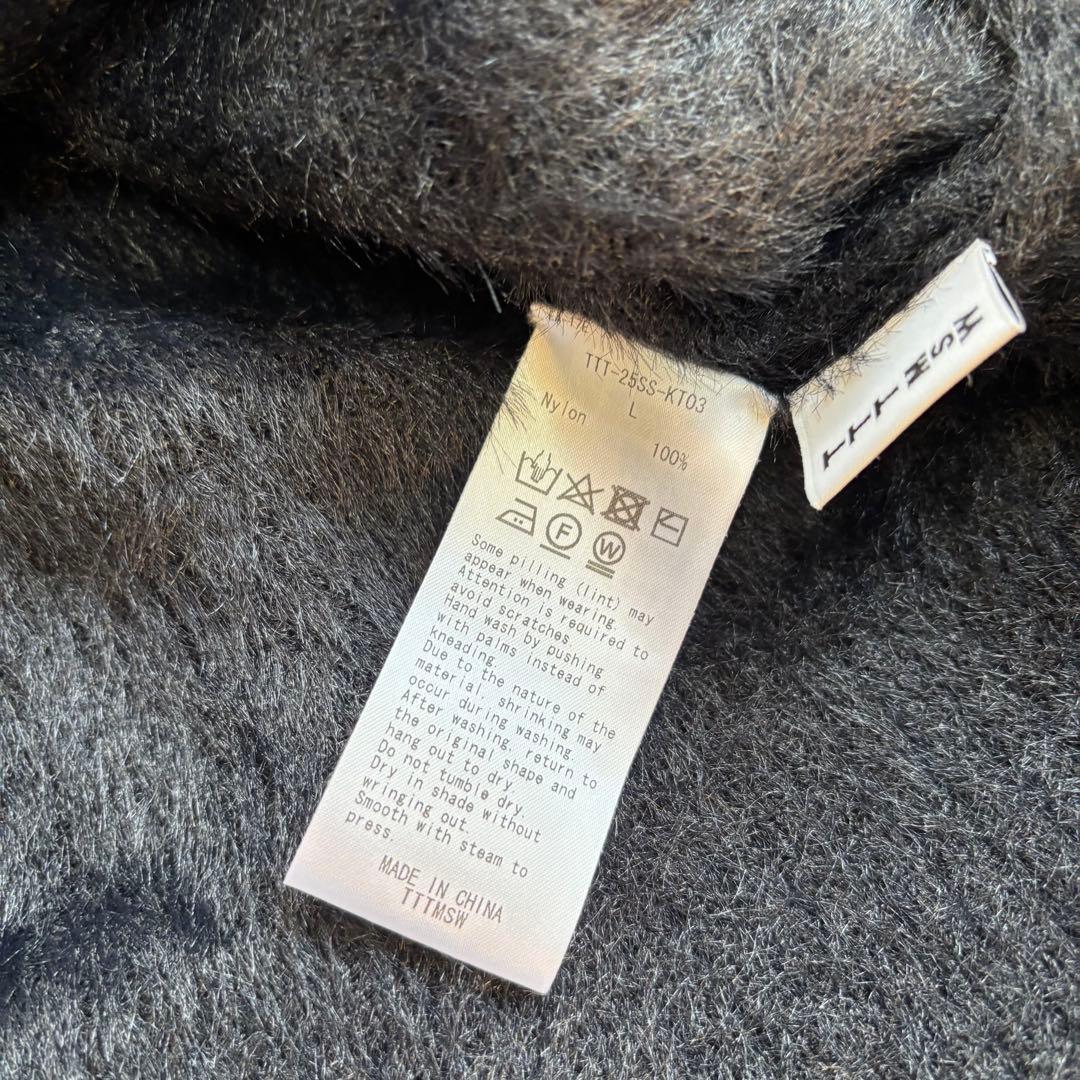 TTT-25SS-KT03
L
Nylon 100%
F W
Some pilling (lint) may
appear when wearing.
Attention is required to
avoid scratches.
Hand wash by pushing
with palms instead of
kneading.
Due to the nature of the
material, shrinking may
occur during washing.
After washing, return to
the original shape and
hang out to dry.
Do not tumble dry.
Dry in shade without
wringing out.
Smooth with steam to
press.
MADE IN CHINA
TTTMSW
TTTMSW